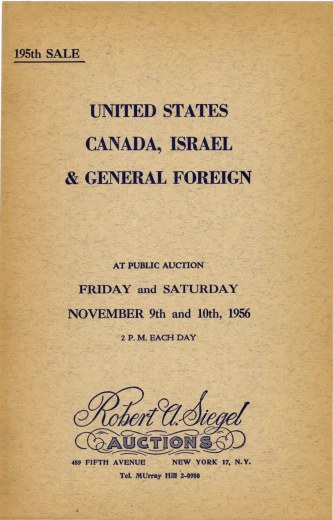 195th SALE
UNITED STATES
CANADA, ISRAEL
& GENERAL FOREIGN
AT PUBLIC AUCTION
FRIDAY and SATURDAY
NOVEMBER 9th and 10th, 1956
2 P. M. EACH DAY
Robert A. Siegel
AUCTIONS
489 FIFTH AVENUE NEW YORK 17, N. Y.
Tel. MUrray Hill 2-0980